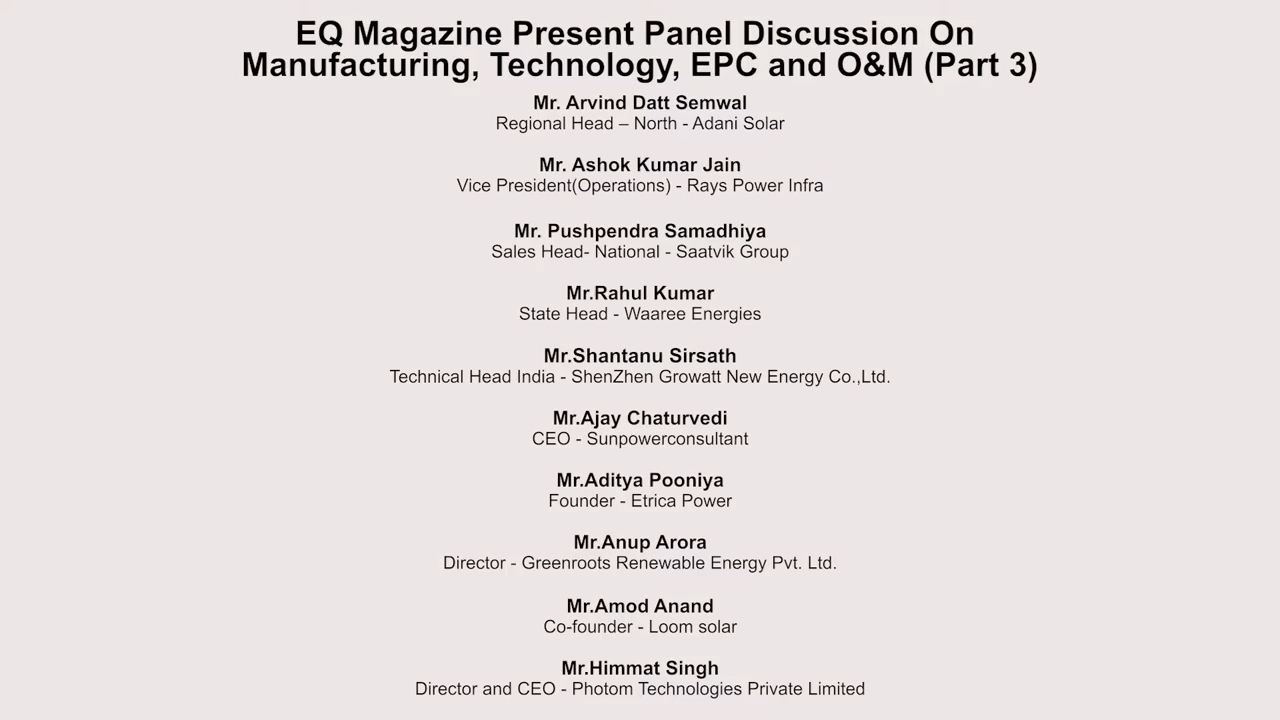 EQ Magazine Present Panel Discussion On
Manufacturing, Technology, EPC and O&M (Part 3)
Mr. Arvind Datt Semwal
Regional Head – North - Adani Solar
Mr. Ashok Kumar Jain
Vice President(Operations) - Rays Power Infra
Mr. Pushpendra Samadhiya
Sales Head- National - Saatvik Group
Mr.Rahul Kumar
State Head - Waaree Energies
Mr.Shantanu Sirsath
Technical Head India - ShenZhen Growatt New Energy Co.,Ltd.
Mr.Ajay Chaturvedi
CEO - Sunpowerconsultant
Mr.Aditya Pooniya
Founder - Etrica Power
Mr.Anup Arora
Director - Greenroots Renewable Energy Pvt. Ltd.
Mr.Amod Anand
Co-founder - Loom solar
Mr.Himmat Singh
Director and CEO - Photom Technologies Private Limited